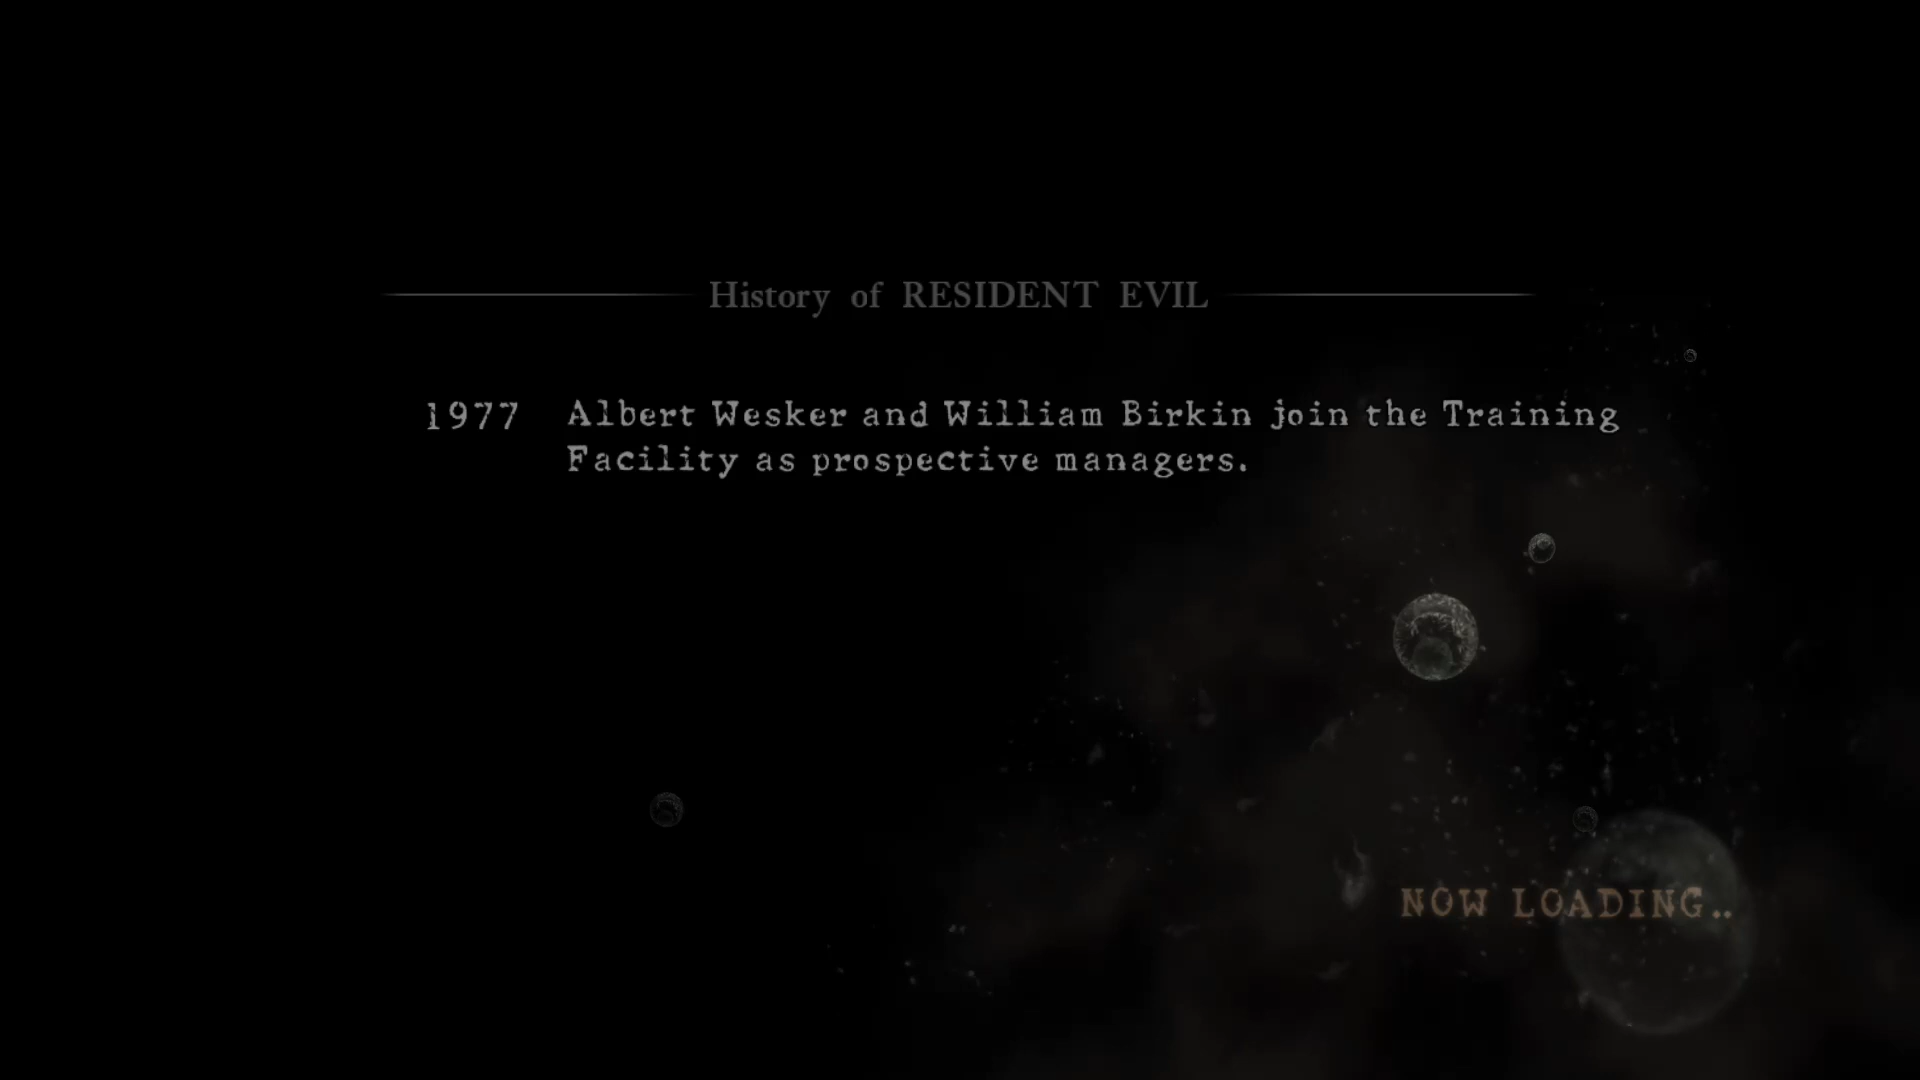 History of RESIDENT EVIL
1977 Albert Wesker and William Birkin join the Training
Facility as prospective managers.
NOW LOADING..